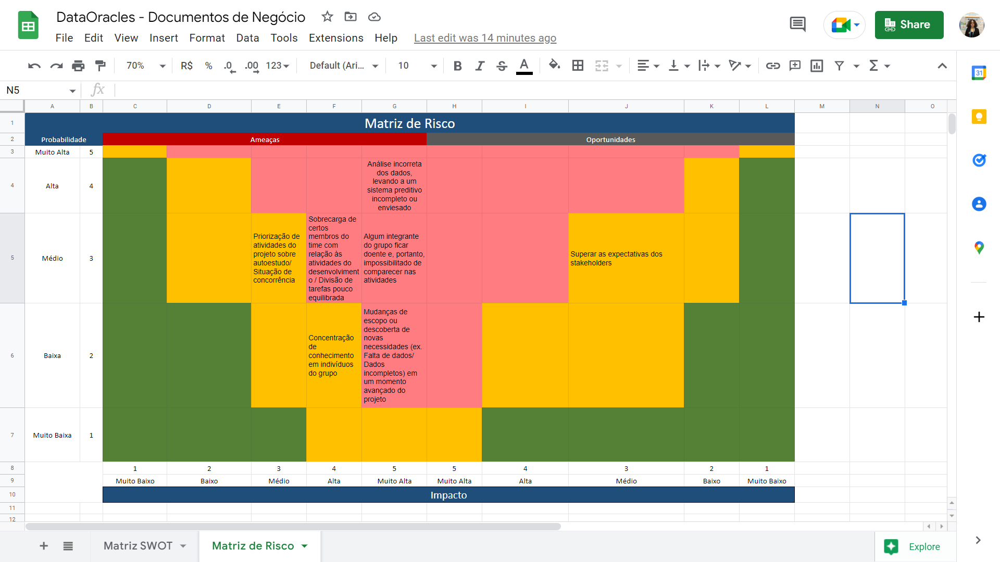 DataOracles - Documentos de Negócio
File Edit View Insert Format Data Tools Extensions Help Last edit was 14 minutes ago
Share
70% R$ % .0 .00 123 Default (Ari... 10 B I S A
31
N5 fx
A B C D E F G H I J K L M N O
1 Matriz de Risco
2 Probabilidade Ameaças Oportunidades
3 Muito Alta 5
4 Alta 4
Análise incorreta
dos dados,
levando a um
sistema preditivo
incompleto ou
enviesado
5 Médio 3
Priorização de
atividades do
projeto sobre
autoestudo/
Situação de
concorrência
Sobrecarga de
certos
membros do
time com
relação às
atividades do
desenvolviment
o / Divisão de
tarefas pouco
equilibrada
Algum integrante
do grupo ficar
doente e, portanto,
impossibilitado de
comparecer nas
atividades
Superar as expectativas dos
stakeholders
6 Baixa 2
Concentração
de
conhecimento
em indivíduos
do grupo
Mudanças de
escopo ou
descoberta de
novas
necessidades (ex.
Falta de dados/
Dados
incompletos) em
um momento
avançado do
projeto
7 Muito Baixa 1
8 1 2 3 4 5 5 4 3 2 1
9 Muito Baixo Baixo Médio Alta Muito Alta Muito Alta Alta Médio Baixo Muito Baixo
10 Impacto
11
12
Matriz SWOT Matriz de Risco Explore